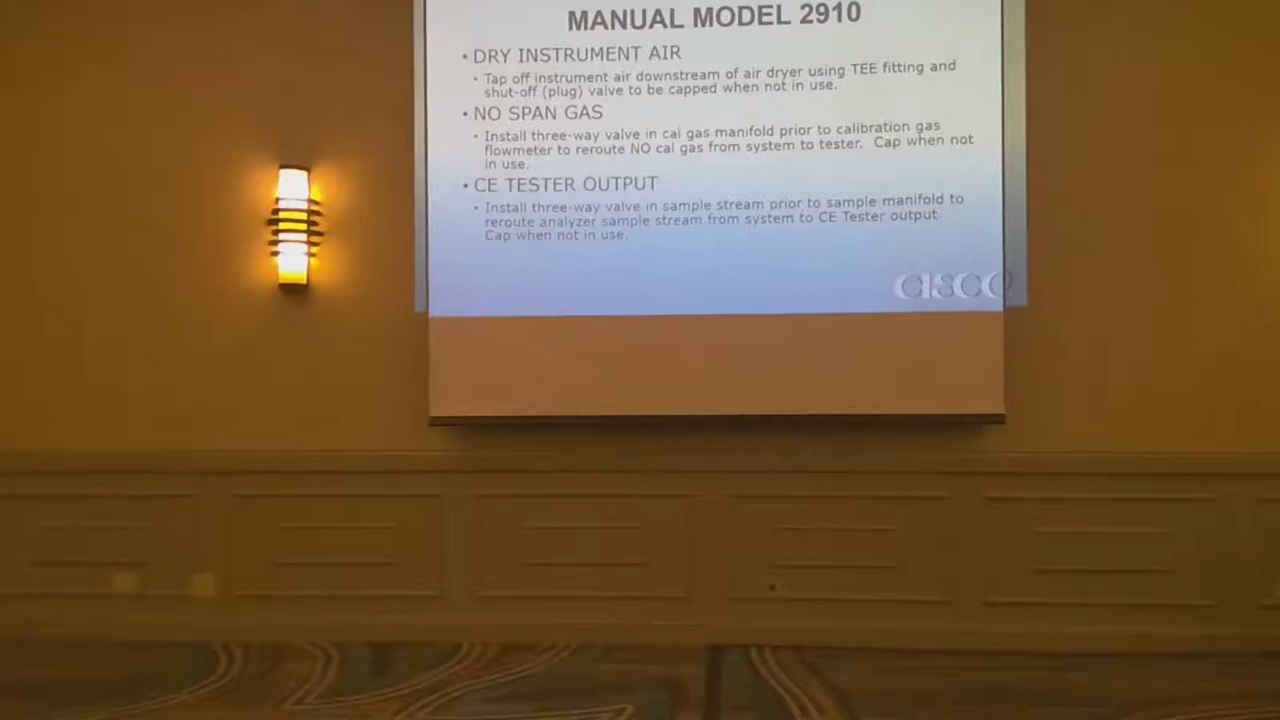 MANUAL MODEL 2910
• DRY INSTRUMENT AIR
• Tap off instrument air downstream of air dryer using TEE fitting and
shut-off (plug) valve to be capped when not in use.
• NO SPAN GAS
• Install three-way valve in cal gas manifold prior to calibration gas
flowmeter to reroute NO cal gas from system to tester.  Cap when not
in use.
• CE TESTER OUTPUT
• Install three-way valve in sample stream prior to sample manifold to
reroute analyzer sample stream from system to CE Tester output.
Cap when not in use.
CISCO